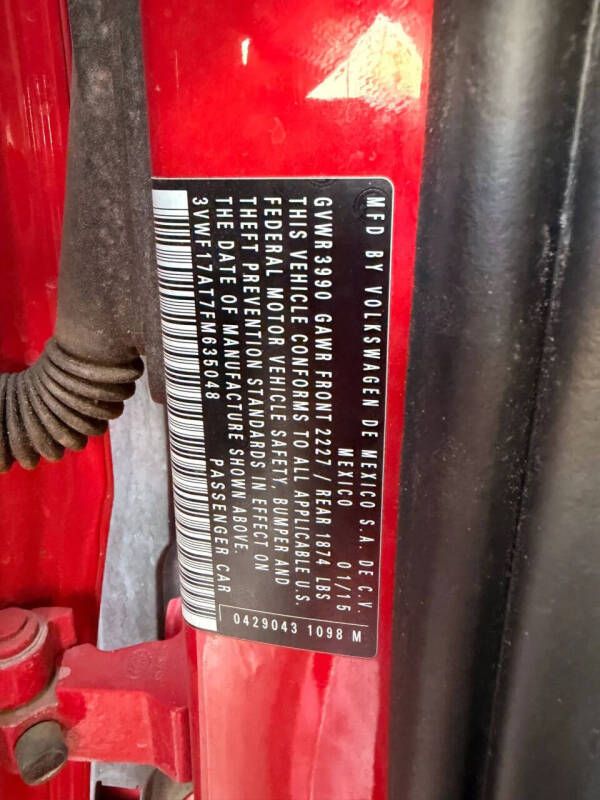 MFD BY VOLKSWAGEN DE MEXICO S.A. DE C.V.
MEXICO 01/15
GVWR 3990 GAWR FRONT 2227 / REAR 1874 LBS
THIS VEHICLE CONFORMS TO ALL APPLICABLE U.S.
FEDERAL MOTOR VEHICLE SAFETY, BUMPER AND
THEFT PREVENTION STANDARDS IN EFFECT ON
THE DATE OF MANUFACTURE SHOWN ABOVE.
3VWF17AT7FM635048 PASSENGER CAR
0429043 1098 M